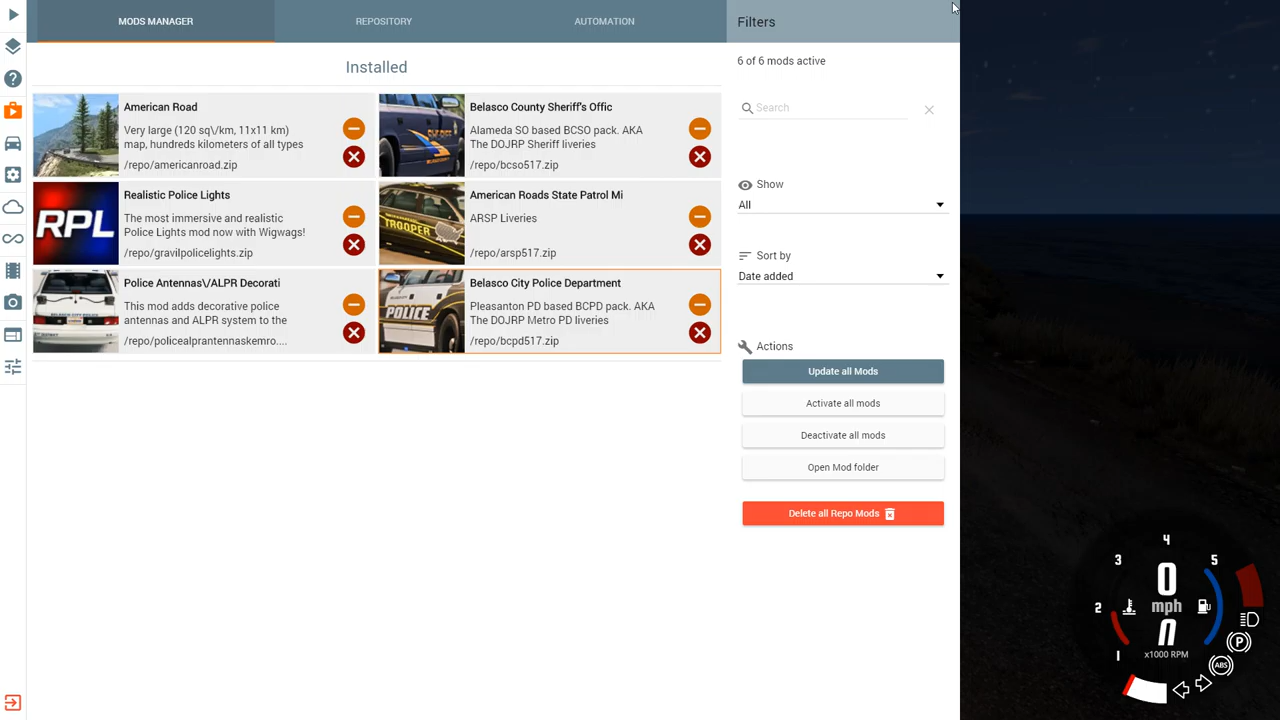 MODS MANAGER
REPOSITORY
AUTOMATION
Filters
Installed
6 of 6 mods active
Search
American Road
Very large (120 sq\/km, 11x11 km)
map, hundreds kilometers of all types
/repo/americanroad.zip
Belasco County Sheriff's Offic
Alameda SO based BCSO pack. AKA
The DOJRP Sheriff liveries
/repo/bcso517.zip
RPL
Realistic Police Lights
The most immersive and realistic
Police Lights mod now with Wigwags!
/repo/gravilpolicelights.zip
TROOPER
American Roads State Patrol Mi
ARSP Liveries
/repo/arsp517.zip
Police Antennas\/ALPR Decorati
This mod adds decorative police
antennas and ALPR system to the
/repo/policealprantennaskemro....
POLICE
Belasco City Police Department
Pleasanton PD based BCPD pack. AKA
The DOJRP Metro PD liveries
/repo/bcpd517.zip
Show
All
Sort by
Date added
Actions
Update all Mods
Activate all mods
Deactivate all mods
Open Mod folder
Delete all Repo Mods
4
3
5
0
2
mph
n
1
x1000 RPM
P
ABS